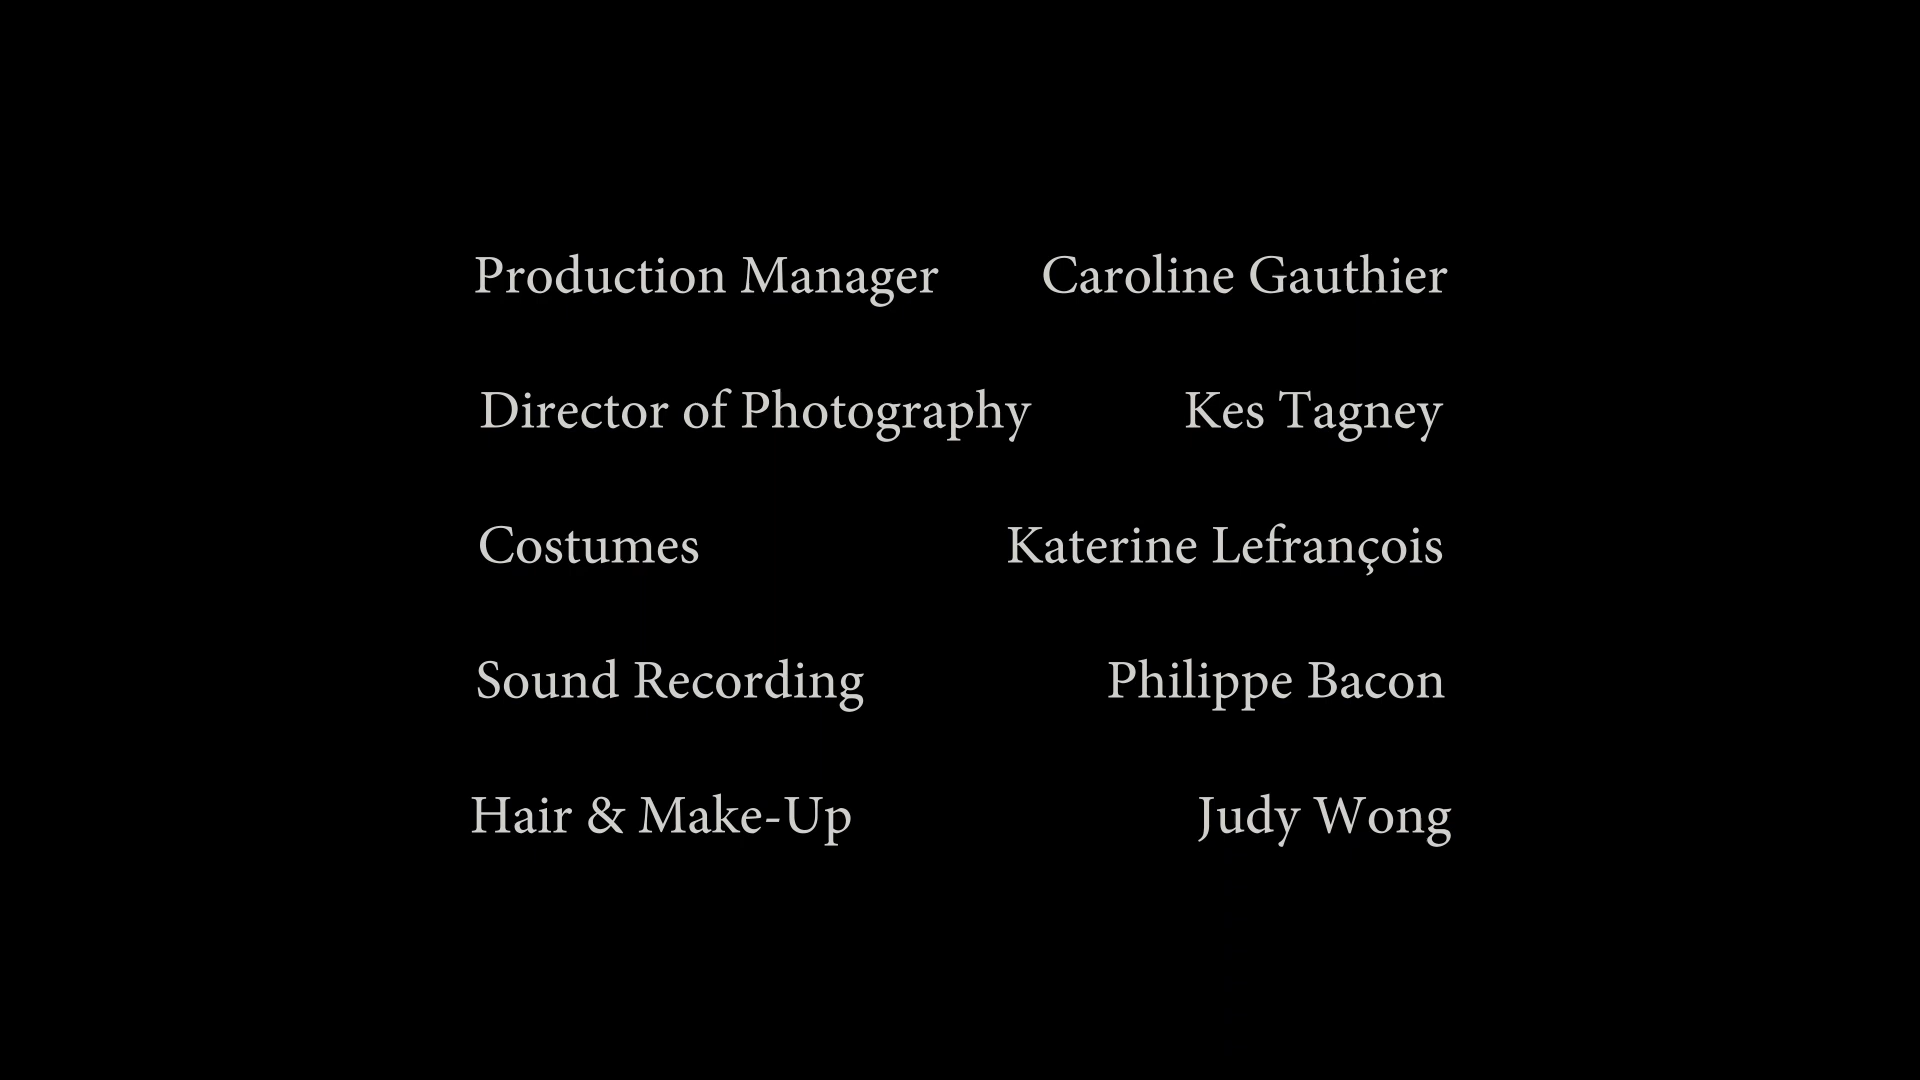 Production Manager Caroline Gauthier
Director of Photography Kes Tagney
Costumes Katerine Lefrançois
Sound Recording Philippe Bacon
Hair & Make-Up Judy Wong